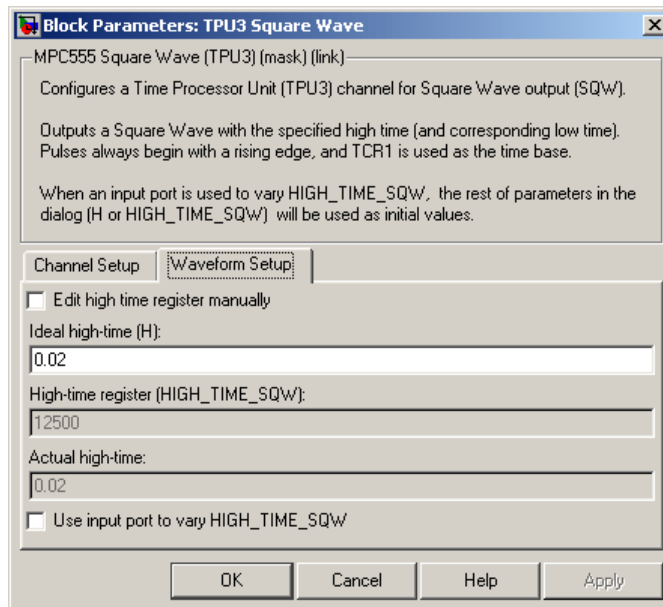 Block Parameters: TPU3 Square Wave
MPC555 Square Wave (TPU3) (mask) (link)
Configures a Time Processor Unit (TPU3) channel for Square Wave output (SQW).
Outputs a Square Wave with the specified high time (and corresponding low time).
Pulses always begin with a rising edge, and TCR1 is used as the time base.
When an input port is used to vary HIGH_TIME_SQW, the rest of parameters in the
dialog (H or HIGH_TIME_SQW) will be used as initial values.
Channel Setup Waveform Setup
Edit high time register manually
Ideal high-time (H):
0.02
High-time register (HIGH_TIME_SQW):
12500
Actual high-time:
0.02
Use input port to vary HIGH_TIME_SQW
OK Cancel Help Apply